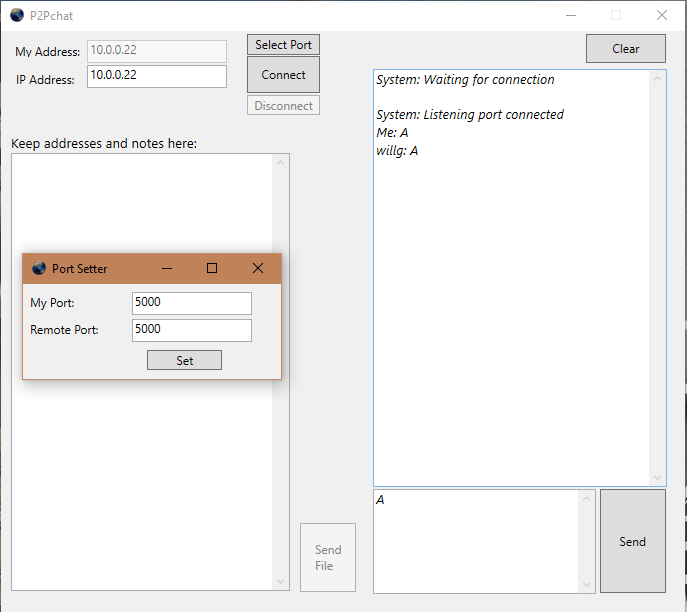 P2Pchat
My Address: 10.0.0.22
Select Port
Clear
IP Address: 10.0.0.22
Connect
Disconnect
System: Waiting for connection
System: Listening port connected
Me: A
willg: A
Keep addresses and notes here:
Port Setter
My Port: 5000
Remote Port: 5000
Set
Send
File
A
Send